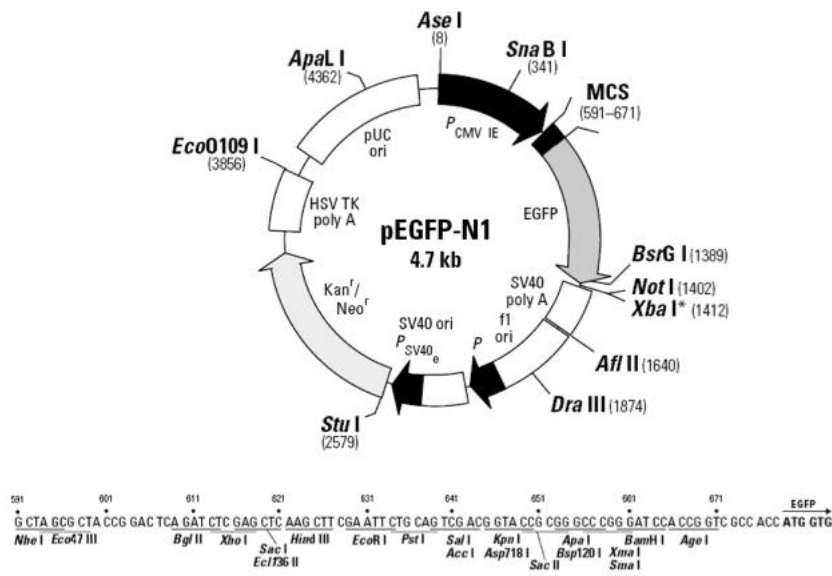 Ase I
(8)
SnaB I
(341)
ApaL I
(4362)
MCS
(591–671)
PCMV IE
pUC
ori
EcoO109 I
(3856)
HSV TK
poly A
EGFP
pEGFP-N1
4.7 kb
BsrG I (1389)
Not I (1402)
Xba I* (1412)
SV40
poly A
Kanr/
Neor
SV40 ori
PSV40e
P
f1
ori
Afl II (1640)
Dra III (1874)
Stu I
(2579)
591 601 611 621 631 641 651 661 671 EGFP
G CTA GCG CTA CCG GAC TCA GAT CTC GAG CTC AAG CTT CGA ATT CTG CAG TCG ACG GTA CCG CGG GCC CGG GAT CCA CCG GTC GCC ACC ATG GTG
Nhe I Eco47 III Bgl II Xho I Hind III EcoR I Pst I Sal I Kpn I Apa I BamH I Age I
Sac I Acc I Asp718 I Bsp120 I Xma I
Ecl136 II Sac II Sma I